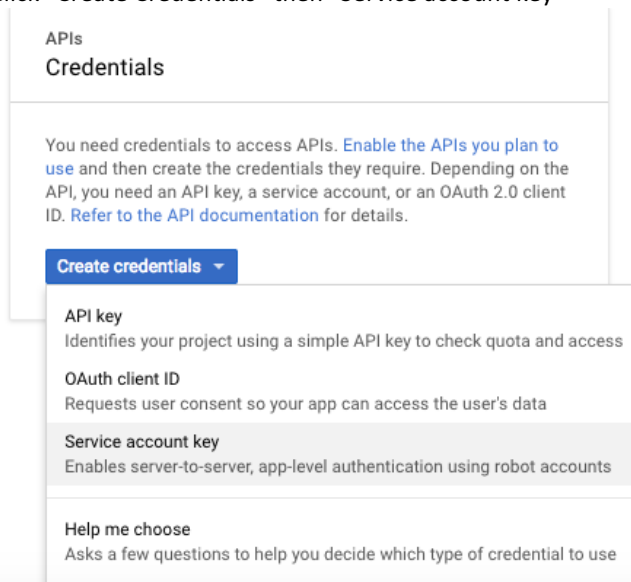 APIs
Credentials
You need credentials to access APIs. Enable the APIs you plan to
use and then create the credentials they require. Depending on the
API, you need an API key, a service account, or an OAuth 2.0 client
ID. Refer to the API documentation for details.
Create credentials
API key
Identifies your project using a simple API key to check quota and access
OAuth client ID
Requests user consent so your app can access the user's data
Service account key
Enables server-to-server, app-level authentication using robot accounts
Help me choose
Asks a few questions to help you decide which type of credential to use